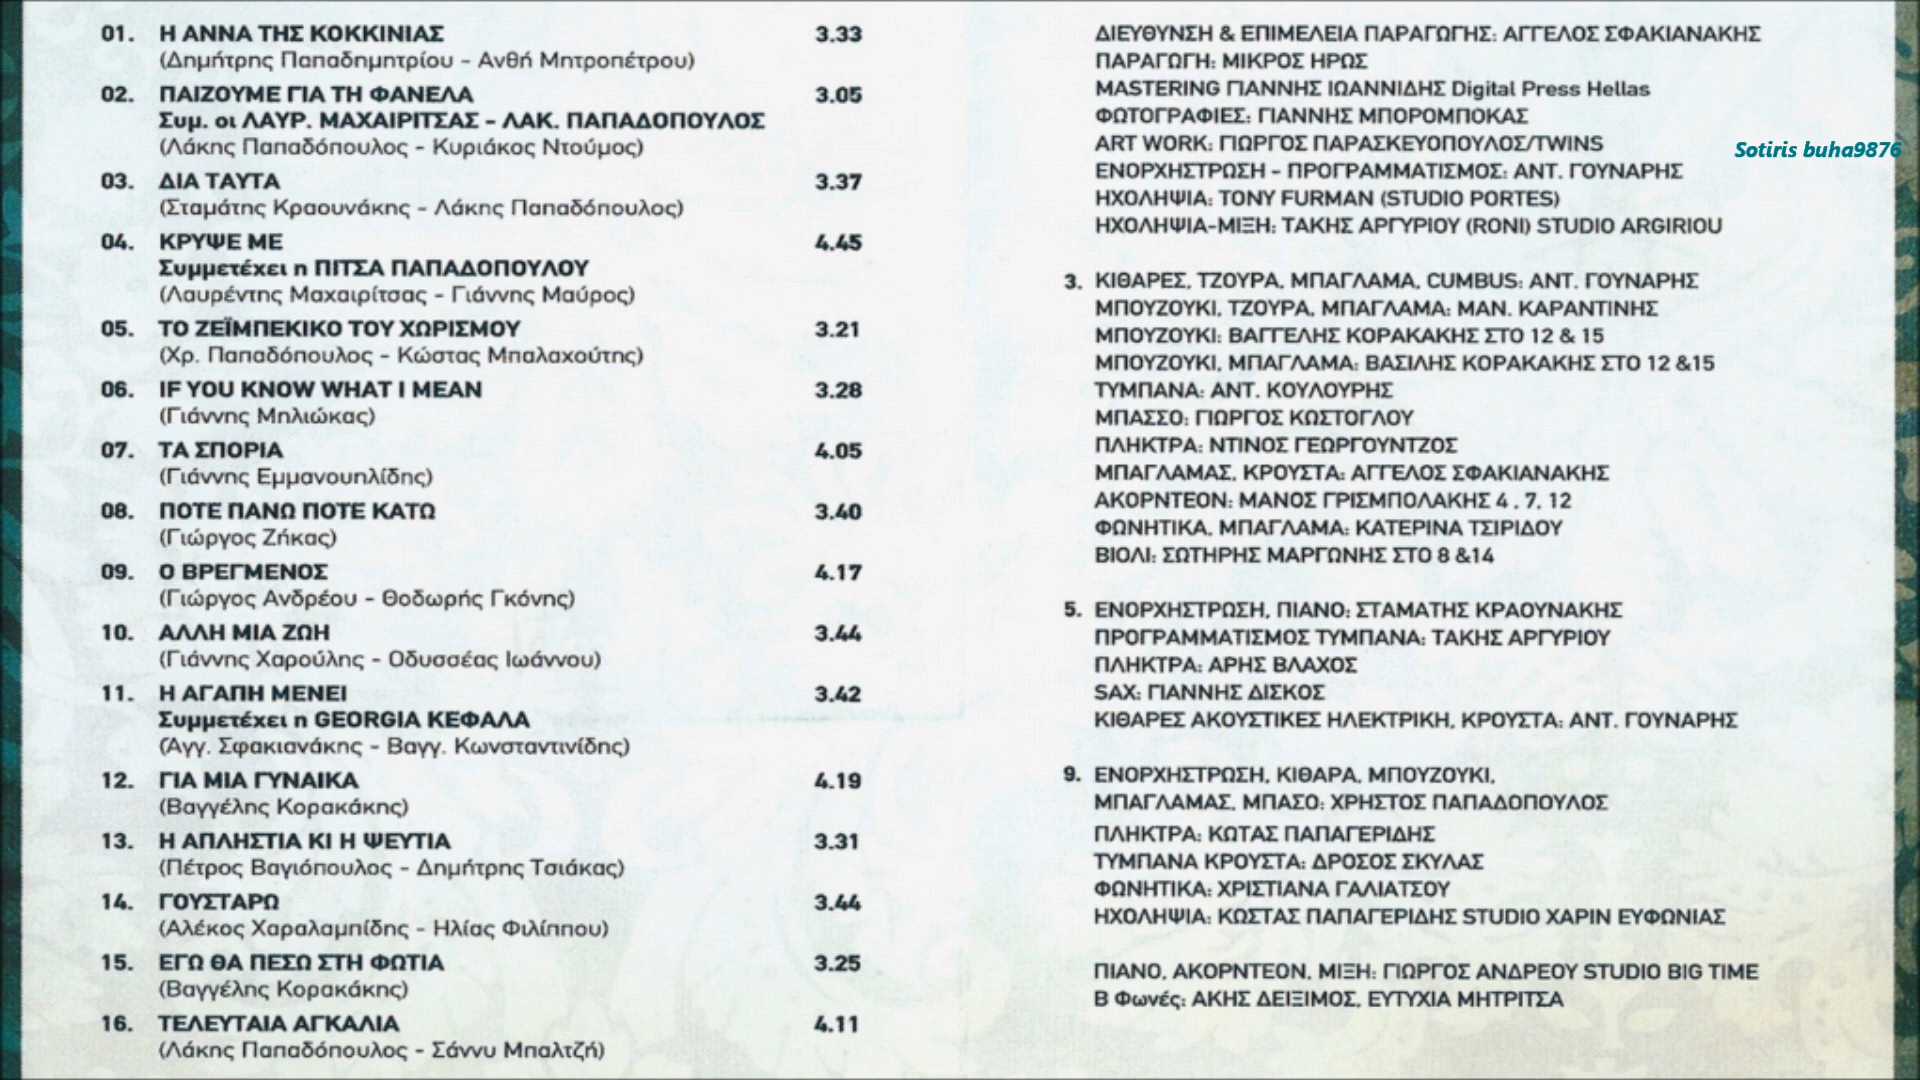 01. Η ΑΝΝΑ ΤΗΣ ΚΟΚΚΙΝΙΑΣ 3.33
(Δημήτρης Παπαδημητρίου - Ανθή Μητροπέτρου)
02. ΠΑΙΖΟΥΜΕ ΓΙΑ ΤΗ ΦΑΝΕΛΑ 3.05
Συμ. οι ΛΑΥΡ. ΜΑΧΑΙΡΙΤΣΑΣ - ΛΑΚ. ΠΑΠΑΔΟΠΟΥΛΟΣ
(Λάκης Παπαδόπουλος - Κυριάκος Ντούμος)
03. ΔΙΑ ΤΑΥΤΑ 3.37
(Σταμάτης Κραουνάκης - Λάκης Παπαδόπουλος)
04. ΚΡΥΨΕ ΜΕ 4.45
Συμμετέχει η ΠΙΤΣΑ ΠΑΠΑΔΟΠΟΥΛΟΥ
(Λαυρέντης Μαχαιρίτσας - Γιάννης Μαύρος)
05. ΤΟ ΖΕΪΜΠΕΚΙΚΟ ΤΟΥ ΧΩΡΙΣΜΟΥ 3.21
(Χρ. Παπαδόπουλος - Κώστας Μπαλαχούτης)
06. IF YOU KNOW WHAT I MEAN 3.28
(Γιάννης Μηλιώκας)
07. ΤΑ ΣΠΟΡΙΑ 4.05
(Γιάννης Εμμανουηλίδης)
08. ΠΟΤΕ ΠΑΝΩ ΠΟΤΕ ΚΑΤΩ 3.40
(Γιώργος Ζήκας)
09. Ο ΒΡΕΓΜΕΝΟΣ 4.17
(Γιώργος Ανδρέου - Θοδωρής Γκόνης)
10. ΑΛΛΗ ΜΙΑ ΖΩΗ 3.44
(Γιάννης Χαρούλης - Οδυσσέας Ιωάννου)
11. Η ΑΓΑΠΗ ΜΕΝΕΙ 3.42
Συμμετέχει η GEORGIA ΚΕΦΑΛΑ
(Άγγ. Σφακιανάκης - Βαγγ. Κωνσταντινίδης)
12. ΓΙΑ ΜΙΑ ΓΥΝΑΙΚΑ 4.19
(Βαγγέλης Κορακάκης)
13. Η ΑΠΛΗΣΤΙΑ ΚΙ Η ΨΕΥΤΙΑ 3.31
(Πέτρος Βαγιόπουλος - Δημήτρης Τσιάκας)
14. ΓΟΥΣΤΑΡΩ 3.44
(Αλέκος Χαραλαμπίδης - Ηλίας Φιλίππου)
15. ΕΓΩ ΘΑ ΠΕΣΩ ΣΤΗ ΦΩΤΙΑ 3.25
(Βαγγέλης Κορακάκης)
16. ΤΕΛΕΥΤΑΙΑ ΑΓΚΑΛΙΑ 4.11
(Λάκης Παπαδόπουλος - Σάννυ Μπαλτζή)
ΔΙΕΥΘΥΝΣΗ & ΕΠΙΜΕΛΕΙΑ ΠΑΡΑΓΩΓΗΣ: ΑΓΓΕΛΟΣ ΣΦΑΚΙΑΝΑΚΗΣ
ΠΑΡΑΓΩΓΗ: ΜΙΚΡΟΣ ΗΡΩΣ
MASTERING ΓΙΑΝΝΗΣ ΙΩΑΝΝΙΔΗΣ Digital Press Hellas
ΦΩΤΟΓΡΑΦΙΕΣ: ΓΙΑΝΝΗΣ ΜΠΟΡΟΜΠΟΚΑΣ
ART WORK: ΓΙΩΡΓΟΣ ΠΑΡΑΣΚΕΥΟΠΟΥΛΟΣ/TWINS
Sotiris buha9876
ΕΝΟΡΧΗΣΤΡΩΣΗ - ΠΡΟΓΡΑΜΜΑΤΙΣΜΟΣ: ΑΝΤ. ΓΟΥΝΑΡΗΣ
ΗΧΟΛΗΨΙΑ: TONY FURMAN (STUDIO PORTES)
ΗΧΟΛΗΨΙΑ-ΜΙΞΗ: ΤΑΚΗΣ ΑΡΓΥΡΙΟΥ (RONI) STUDIO ARGIRIOU
3. ΚΙΘΑΡΕΣ, ΤΖΟΥΡΑ, ΜΠΑΓΛΑΜΑ, CUMBUS: ΑΝΤ. ΓΟΥΝΑΡΗΣ
ΜΠΟΥΖΟΥΚΙ, ΤΖΟΥΡΑ, ΜΠΑΓΛΑΜΑ: ΜΑΝ. ΚΑΡΑΝΤΙΝΗΣ
ΜΠΟΥΖΟΥΚΙ: ΒΑΓΓΕΛΗΣ ΚΟΡΑΚΑΚΗΣ ΣΤΟ 12 & 15
ΜΠΟΥΖΟΥΚΙ, ΜΠΑΓΛΑΜΑ: ΒΑΣΙΛΗΣ ΚΟΡΑΚΑΚΗΣ ΣΤΟ 12 &15
ΤΥΜΠΑΝΑ: ΑΝΤ. ΚΟΥΛΟΥΡΗΣ
ΜΠΑΣΣΟ: ΓΙΩΡΓΟΣ ΚΩΣΤΟΓΛΟΥ
ΠΛΗΚΤΡΑ: ΝΤΙΝΟΣ ΓΕΩΡΓΟΥΝΤΖΟΣ
ΜΠΑΓΛΑΜΑΣ, ΚΡΟΥΣΤΑ: ΑΓΓΕΛΟΣ ΣΦΑΚΙΑΝΑΚΗΣ
ΑΚΟΡΝΤΕΟΝ: ΜΑΝΟΣ ΓΡΙΣΜΠΟΛΑΚΗΣ 4 , 7, 12
ΦΩΝΗΤΙΚΑ, ΜΠΑΓΛΑΜΑ: ΚΑΤΕΡΙΝΑ ΤΣΙΡΙΔΟΥ
ΒΙΟΛΙ: ΣΩΤΗΡΗΣ ΜΑΡΓΩΝΗΣ ΣΤΟ 8 &14
5. ΕΝΟΡΧΗΣΤΡΩΣΗ, ΠΙΑΝΟ: ΣΤΑΜΑΤΗΣ ΚΡΑΟΥΝΑΚΗΣ
ΠΡΟΓΡΑΜΜΑΤΙΣΜΟΣ ΤΥΜΠΑΝΑ: ΤΑΚΗΣ ΑΡΓΥΡΙΟΥ
ΠΛΗΚΤΡΑ: ΑΡΗΣ ΒΛΑΧΟΣ
SAX: ΓΙΑΝΝΗΣ ΔΙΣΚΟΣ
ΚΙΘΑΡΕΣ ΑΚΟΥΣΤΙΚΕΣ ΗΛΕΚΤΡΙΚΗ, ΚΡΟΥΣΤΑ: ΑΝΤ. ΓΟΥΝΑΡΗΣ
9. ΕΝΟΡΧΗΣΤΡΩΣΗ, ΚΙΘΑΡΑ, ΜΠΟΥΖΟΥΚΙ,
ΜΠΑΓΛΑΜΑΣ, ΜΠΑΣΟ: ΧΡΗΣΤΟΣ ΠΑΠΑΔΟΠΟΥΛΟΣ
ΠΛΗΚΤΡΑ: ΚΩΤΑΣ ΠΑΠΑΓΕΡΙΔΗΣ
ΤΥΜΠΑΝΑ ΚΡΟΥΣΤΑ: ΔΡΟΣΟΣ ΣΚΥΛΑΣ
ΦΩΝΗΤΙΚΑ: ΧΡΙΣΤΙΑΝΑ ΓΑΛΙΑΤΣΟΥ
ΗΧΟΛΗΨΙΑ: ΚΩΣΤΑΣ ΠΑΠΑΓΕΡΙΔΗΣ STUDIO ΧΑΡΙΝ ΕΥΦΩΝΙΑΣ
ΠΙΑΝΟ, ΑΚΟΡΝΤΕΟΝ, ΜΙΞΗ: ΓΙΩΡΓΟΣ ΑΝΔΡΕΟΥ STUDIO BIG TIME
Β Φωνές: ΑΚΗΣ ΔΕΙΞΙΜΟΣ, ΕΥΤΥΧΙΑ ΜΗΤΡΙΤΣΑ